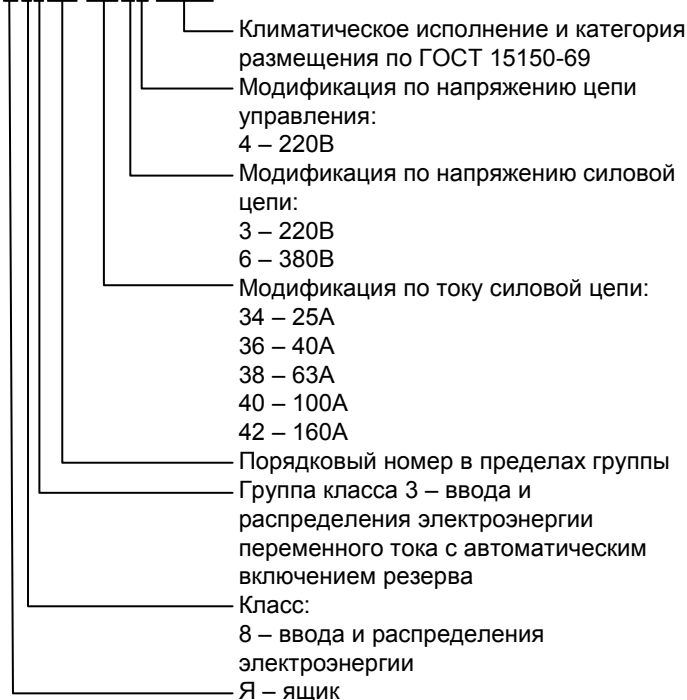 Климатическое исполнение и категория
размещения по ГОСТ 15150-69
Модификация по напряжению цепи
управления:
4 – 220В
Модификация по напряжению силовой
цепи:
3 – 220В
6 – 380В
Модификация по току силовой цепи:
34 – 25А
36 – 40А
38 – 63А
40 – 100А
42 – 160А
Порядковый номер в пределах группы
Группа класса 3 – ввода и
распределения электроэнергии
переменного тока с автоматическим
включением резерва
Класс:
8 – ввода и распределения
электроэнергии
Я – ящик